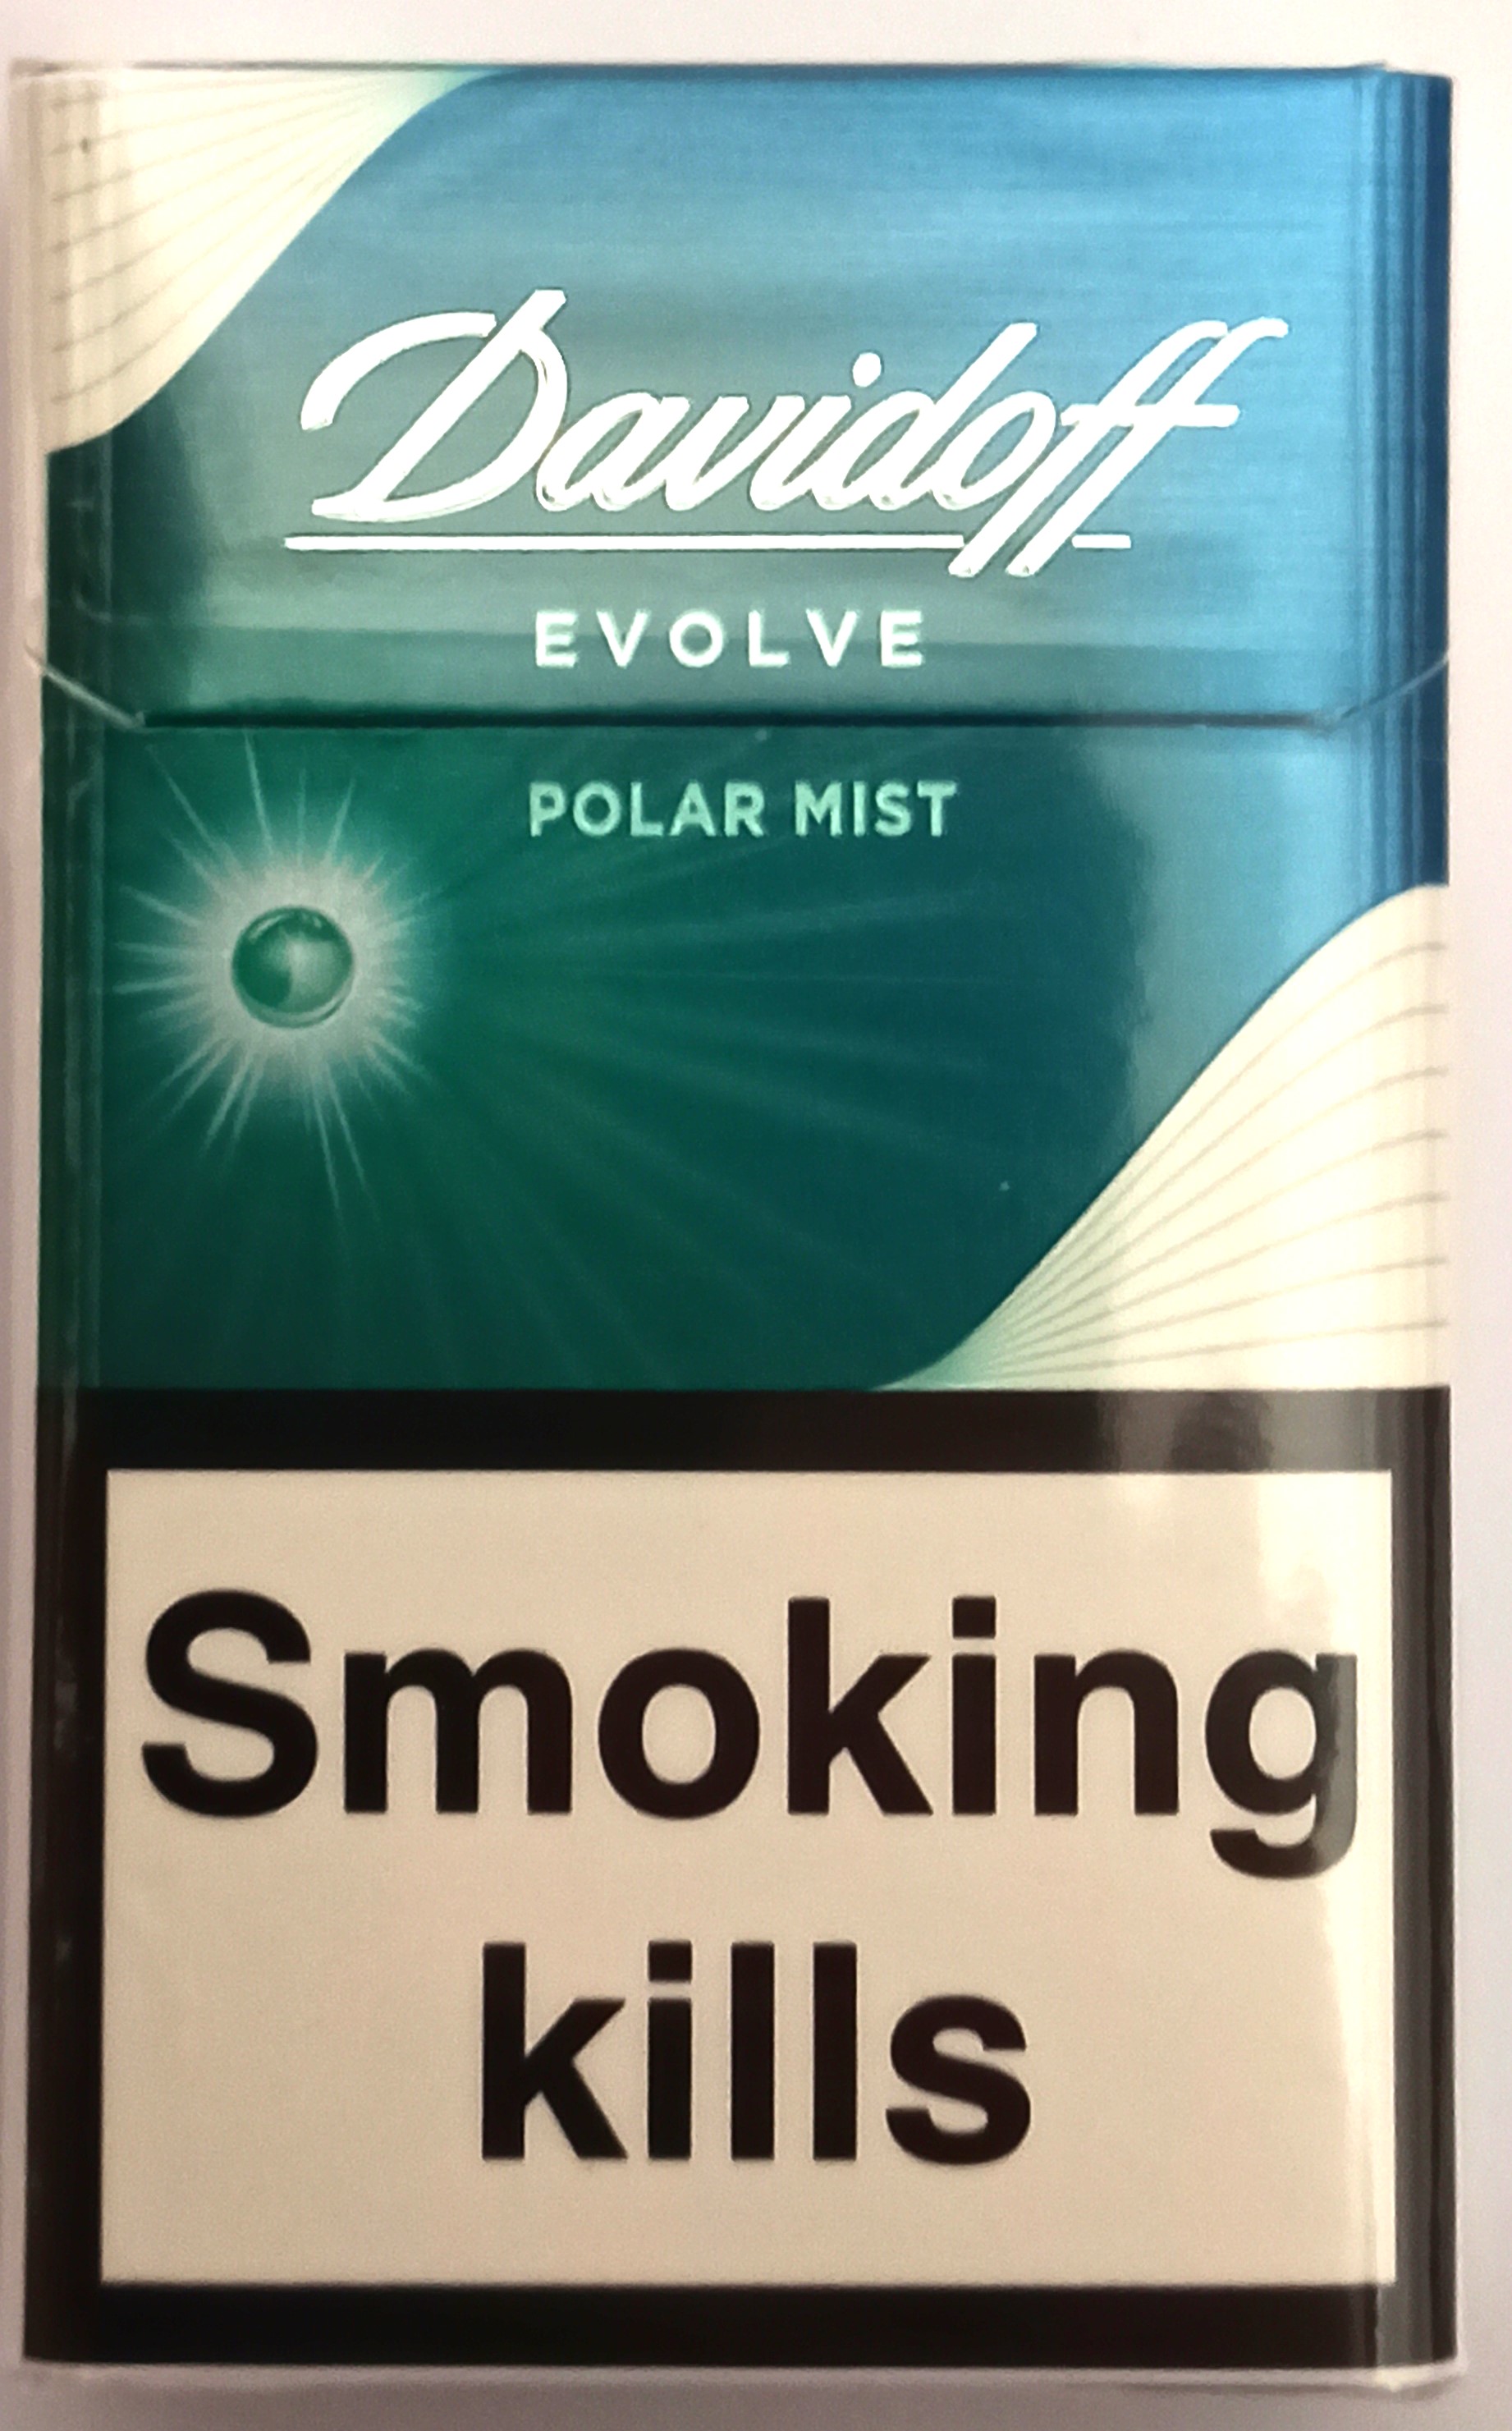 Davidoff
EVOLVE
POLAR MIST
Smoking
kills